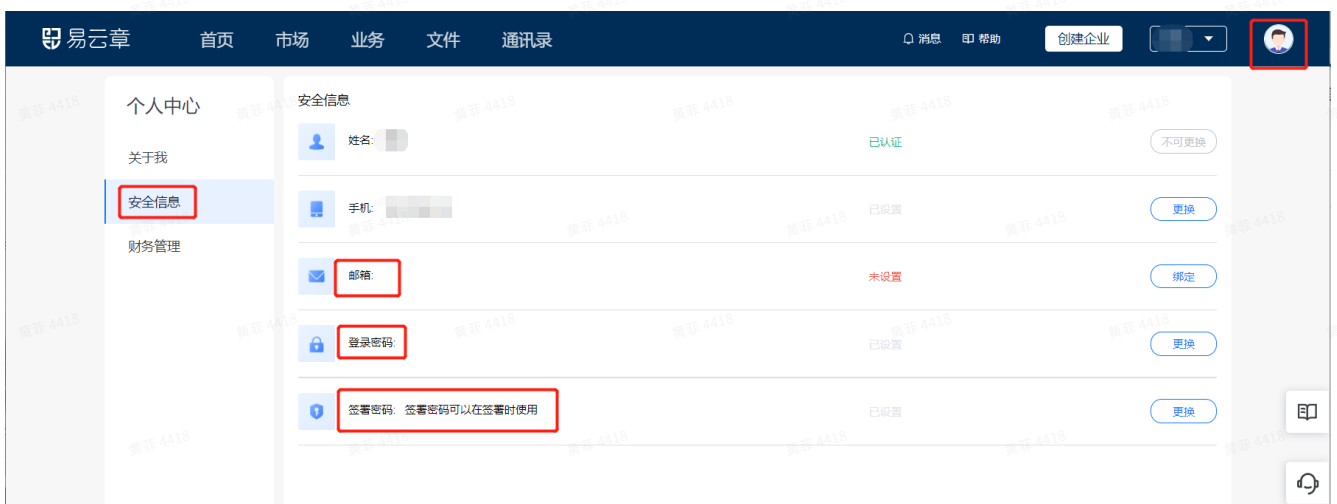 易云章 首页 市场 业务 文件 通讯录 消息 帮助 创建企业
个人中心
关于我
安全信息
财务管理
安全信息
姓名: 已认证 不可更换
手机: 已设置 更换
邮箱: 未设置 绑定
登录密码: 已设置 更换
签署密码: 签署密码可以在签署时使用 已设置 更换
黄菲 4418